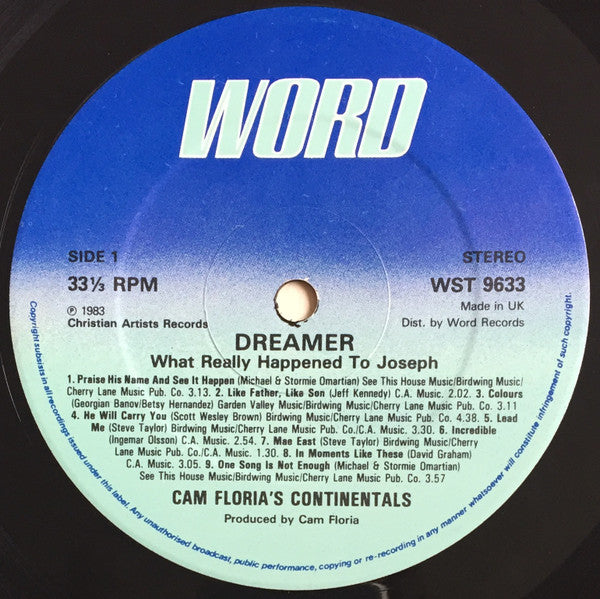 WORD
SIDE 1
STEREO
33⅓ RPM
WST 9633
℗ 1983
Made in UK
Christian Artists Records
Dist. by Word Records
DREAMER
What Really Happened To Joseph
1. Praise His Name And See It Happen (Michael & Stormie Omartian) See This House Music/Birdwing Music/
Cherry Lane Music Pub. Co. 3.13. 2. Like Father, Like Son (Jeff Kennedy) C.A. Music. 2.02. 3. Colours
(Georgian Banov/Betsy Hernandez) Garden Valley Music/Birdwing Music/Cherry Lane Music Pub. Co. 3.11
4. He Will Carry You (Scott Wesley Brown) Birdwing Music/Cherry Lane Music Pub Co. 4.38. 5. Lead
Me (Steve Taylor) Birdwing Music/Cherry Lane Music Pub. Co./C.A. Music. 3.30. 6. Incredible
(Ingemar Olsson) C.A. Music. 2.54. 7. Mae East (Steve Taylor) Birdwing Music/Cherry
Lane Music Pub. Co./C.A. Music. 1.30. 8. In Moments Like These (David Graham)
C.A. Music 3.05. 9. One Song Is Not Enough (Michael & Stormie Omartian)
See This House Music/Birdwing Music/Cherry Lane Music Pub. Co. 3.57
CAM FLORIA'S CONTINENTALS
Produced by Cam Floria
Copyright subsists in all recordings issued under this label. Any unauthorised broadcast, public performance, copying or re-recording in any manner whatsoever will constitute infringement of such copyright.